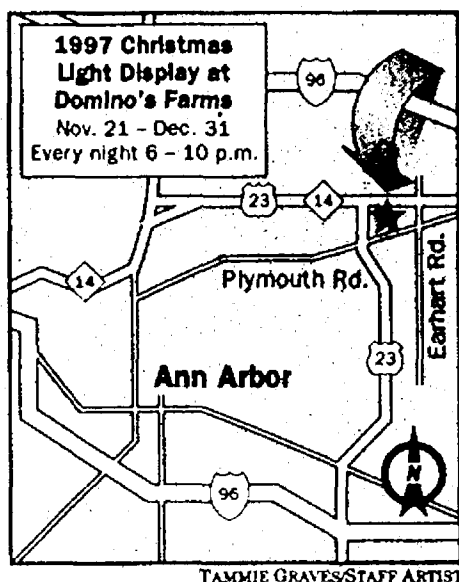 1997 Christmas
Light Display at
Domino's Farms
Nov. 21 – Dec. 31
Every night 6 – 10 p.m.
96
23
14
Plymouth Rd.
Earhart Rd.
14
23
Ann Arbor
96
N
TAMMIE GRAVES/STAFF ARTIST